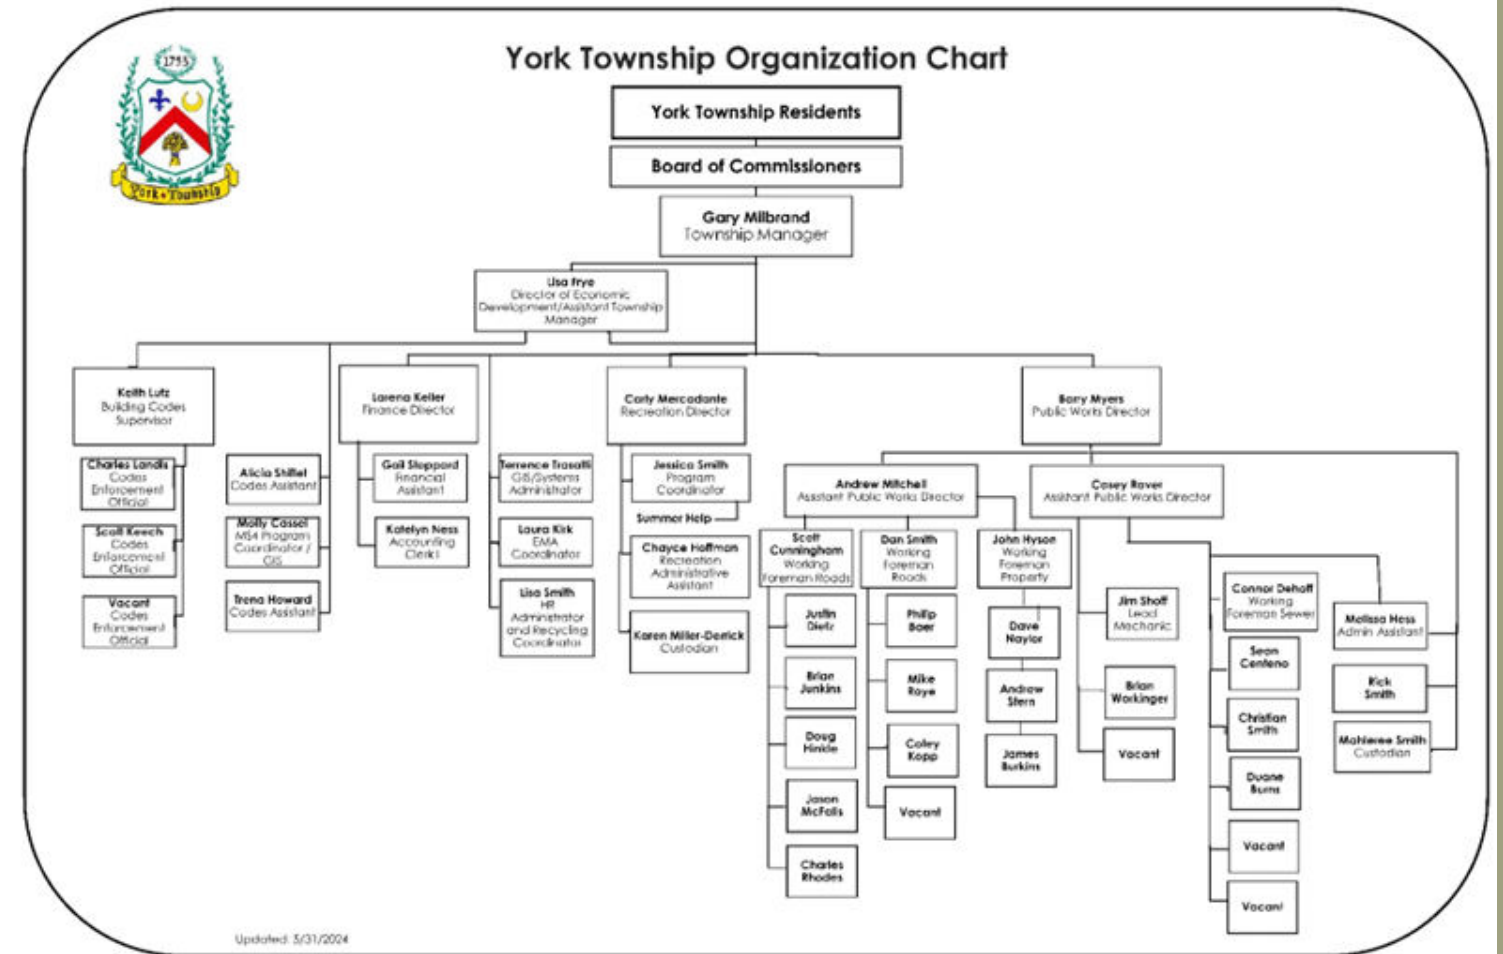 1753
York Township
York Township Organization Chart
York Township Residents
Board of Commissioners
Gary Milbrand
Township Manager
Lisa Frye
Director of Economic
Development/Assistant Township
Manager
Keith Lutz
Building Codes
Supervisor
Charles Landis
Codes
Enforcement
Official
Scott Keech
Codes
Enforcement
Official
Vacant
Codes
Enforcement
Official
Alicia Shiflet
Codes Assistant
Molly Cassel
MS4 Program
Coordinator /
GIS
Trena Howard
Codes Assistant
Larena Keller
Finance Director
Gail Sheppard
Financial
Assistant
Katelyn Ness
Accounting
Clerk I
Terrence Trasatti
GIS/Systems
Administrator
Laura Kirk
EMA
Coordinator
Lisa Smith
HR
Administrator
and Recycling
Coordinator
Carly Mercadante
Recreation Director
Jessica Smith
Program
Coordinator
Summer Help
Chayce Hoffman
Recreation
Administrative
Assistant
Karen Miller-Derrick
Custodian
Barry Myers
Public Works Director
Andrew Mitchell
Assistant Public Works Director
Scott
Cunningham
Working
Foreman Roads
Justin
Dietz
Brian
Junkins
Doug
Hinkle
Jason
McFalls
Charles
Rhodes
Dan Smith
Working
Foreman
Roads
Philip
Baer
Mike
Raye
Coley
Kopp
Vacant
John Hyson
Working
Foreman
Property
Dave
Naylor
Andrew
Stern
James
Burkins
Casey Raver
Assistant Public Works Director
Jim Shoff
Lead
Mechanic
Brian
Workinger
Vacant
Connor Dehoff
Working
Foreman Sewer
Sean
Centeno
Christian
Smith
Duane
Burns
Vacant
Vacant
Melissa Hess
Admin Assistant
Rick
Smith
Smith
Custodian
Updated: 5/31/2024